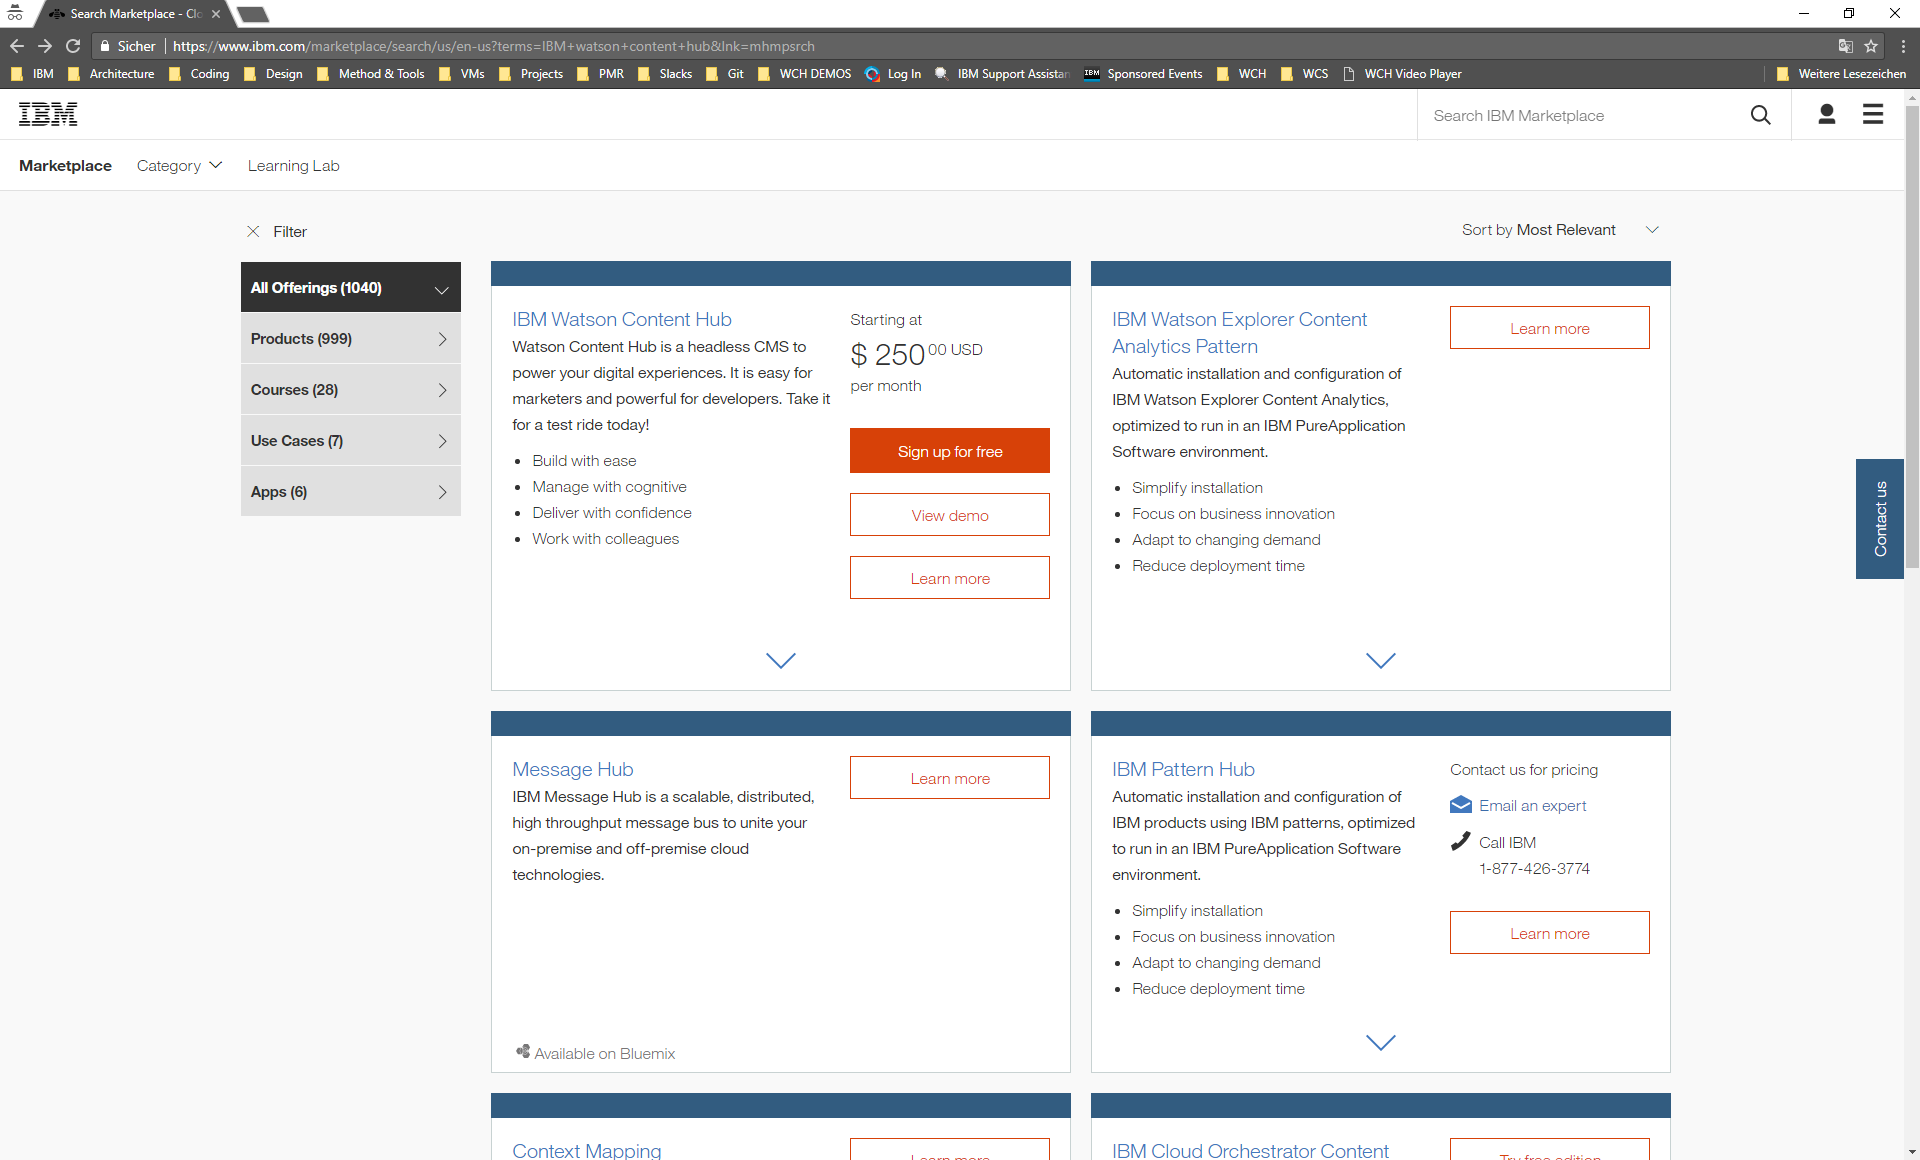 Search Marketplace - Clo
Sicher
https://www.ibm.com/marketplace/search/us/en-us?terms=IBM+watson+content+hub&lnk=mhmpsrch
IBM Architecture Coding Design Method & Tools VMs Projects PMR Slacks Git WCH DEMOS Log In IBM Support Assistan IBM Sponsored Events WCH WCS WCH Video Player Weitere Lesezeichen
IBM
Search IBM Marketplace
Marketplace Category Learning Lab
Filter
Sort by Most Relevant
All Offerings (1040)
Products (999)
Courses (28)
Use Cases (7)
Apps (6)
IBM Watson Content Hub
Watson Content Hub is a headless CMS to
power your digital experiences. It is easy for
marketers and powerful for developers. Take it
for a test ride today!
• Build with ease
• Manage with cognitive
• Deliver with confidence
• Work with colleagues
Starting at
$ 250 00 USD
per month
Sign up for free
View demo
Learn more
IBM Watson Explorer Content
Analytics Pattern
Automatic installation and configuration of
IBM Watson Explorer Content Analytics,
optimized to run in an IBM PureApplication
Software environment.
• Simplify installation
• Focus on business innovation
• Adapt to changing demand
• Reduce deployment time
Learn more
Contact us
Message Hub
IBM Message Hub is a scalable, distributed,
high throughput message bus to unite your
on-premise and off-premise cloud
technologies.
Learn more
Available on Bluemix
IBM Pattern Hub
Automatic installation and configuration of
IBM products using IBM patterns, optimized
to run in an IBM PureApplication Software
environment.
• Simplify installation
• Focus on business innovation
• Adapt to changing demand
• Reduce deployment time
Contact us for pricing
Email an expert
Call IBM
1-877-426-3774
Learn more
Context Mapping
Learn more
IBM Cloud Orchestrator Content
Try free edition